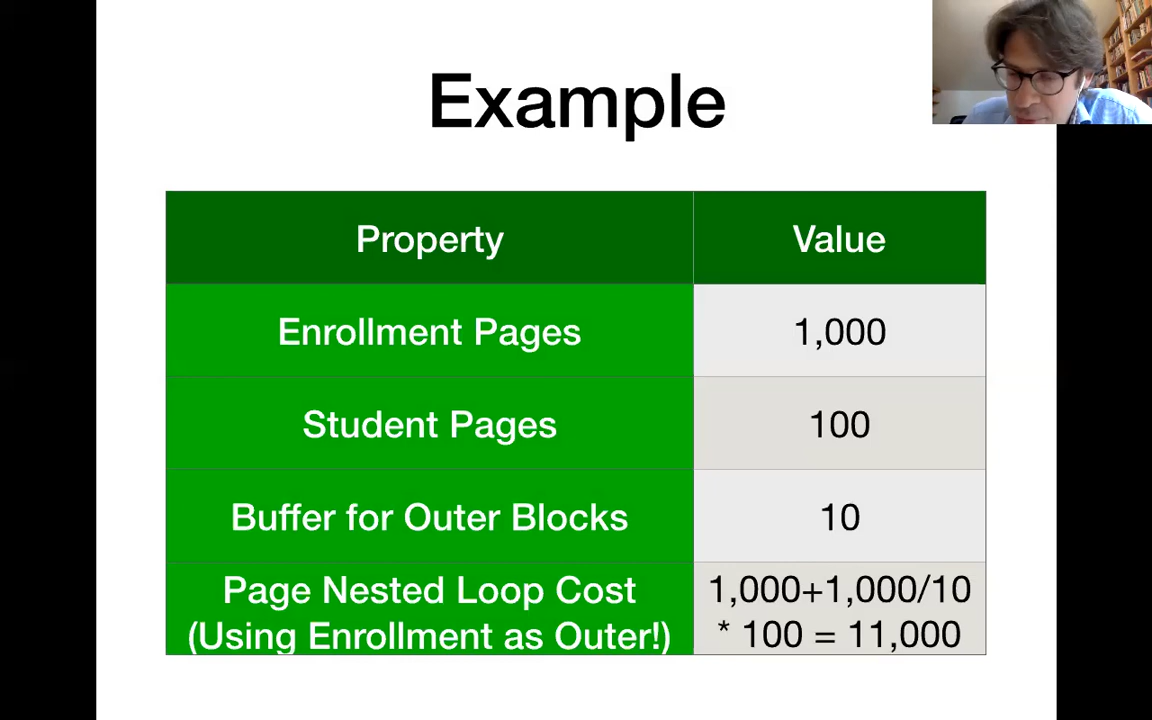 Example
Property
Value
Enrollment Pages
1,000
Student Pages
100
Buffer for Outer Blocks
10
Page Nested Loop Cost
(Using Enrollment as Outer!)
1,000+1,000/10
* 100 = 11,000